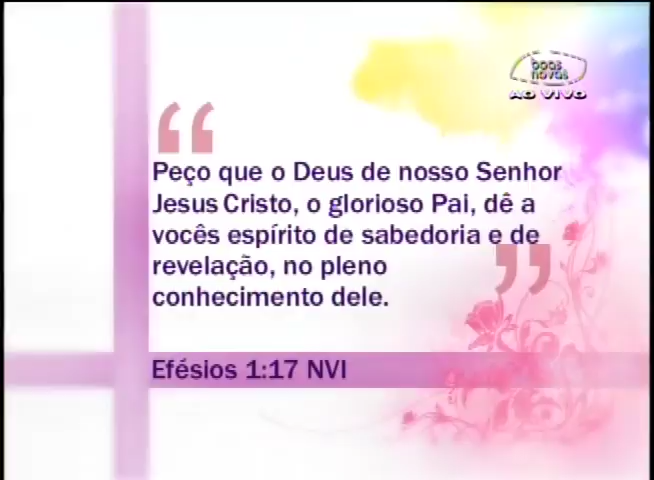 boas
novas
AO VIVO
“
Peço que o Deus de nosso Senhor
Jesus Cristo, o glorioso Pai, dê a
vocês espírito de sabedoria e de
revelação, no pleno
conhecimento dele.
”
Efésios 1:17 NVI